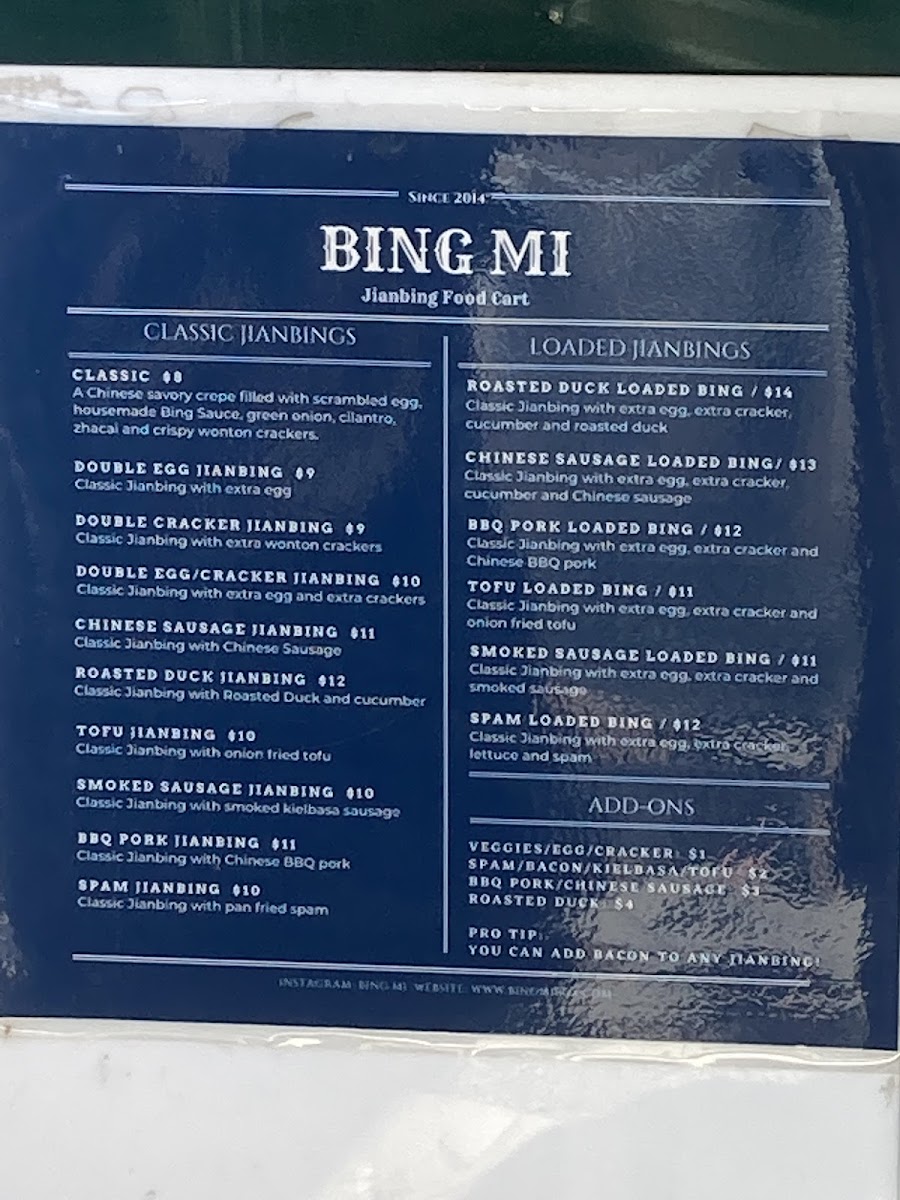 SINCE 2014
BING MI
Jianbing Food Cart
CLASSIC JIANBINGS
CLASSIC $8
A Chinese savory crepe filled with scrambled egg,
housemade Bing Sauce, green onion, cilantro,
zhacai and crispy wonton crackers.
DOUBLE EGG JIANBING $9
Classic Jianbing with extra egg
DOUBLE CRACKER JIANBING $9
Classic Jianbing with extra wonton crackers
DOUBLE EGG/CRACKER JIANBING $10
Classic Jianbing with extra egg and extra crackers
CHINESE SAUSAGE JIANBING $11
Classic Jianbing with Chinese Sausage
ROASTED DUCK JIANBING $12
Classic Jianbing with Roasted Duck and cucumber
TOFU JIANBING $10
Classic Jianbing with onion fried tofu
SMOKED SAUSAGE JIANBING $10
Classic Jianbing with smoked kielbasa sausage
BBQ PORK JIANBING $11
Classic Jianbing with Chinese BBQ pork
SPAM JIANBING $10
Classic Jianbing with pan fried spam
LOADED JIANBINGS
ROASTED DUCK LOADED BING / $14
Classic Jianbing with extra egg, extra cracker,
cucumber and roasted duck
CHINESE SAUSAGE LOADED BING/ $13
Classic Jianbing with extra egg, extra cracker,
cucumber and Chinese sausage
BBQ PORK LOADED BING / $12
Classic Jianbing with extra egg, extra cracker and
Chinese BBQ pork
TOFU LOADED BING / $11
Classic Jianbing with extra egg, extra cracker and
onion fried tofu
SMOKED SAUSAGE LOADED BING / $11
Classic Jianbing with extra egg, extra cracker and
smoked sausage
SPAM LOADED BING / $12
Classic Jianbing with extra egg, extra cracker,
lettuce and spam
ADD-ONS
VEGGIES/EGG/CRACKER $1
SPAM/BACON/KIELBASA/TOFU $2
BBQ PORK/CHINESE SAUSAGE $3
ROASTED DUCK $4
PRO TIP:
YOU CAN ADD BACON TO ANY JIANBING!
INSTAGRAM: BING MI WEBSITE: